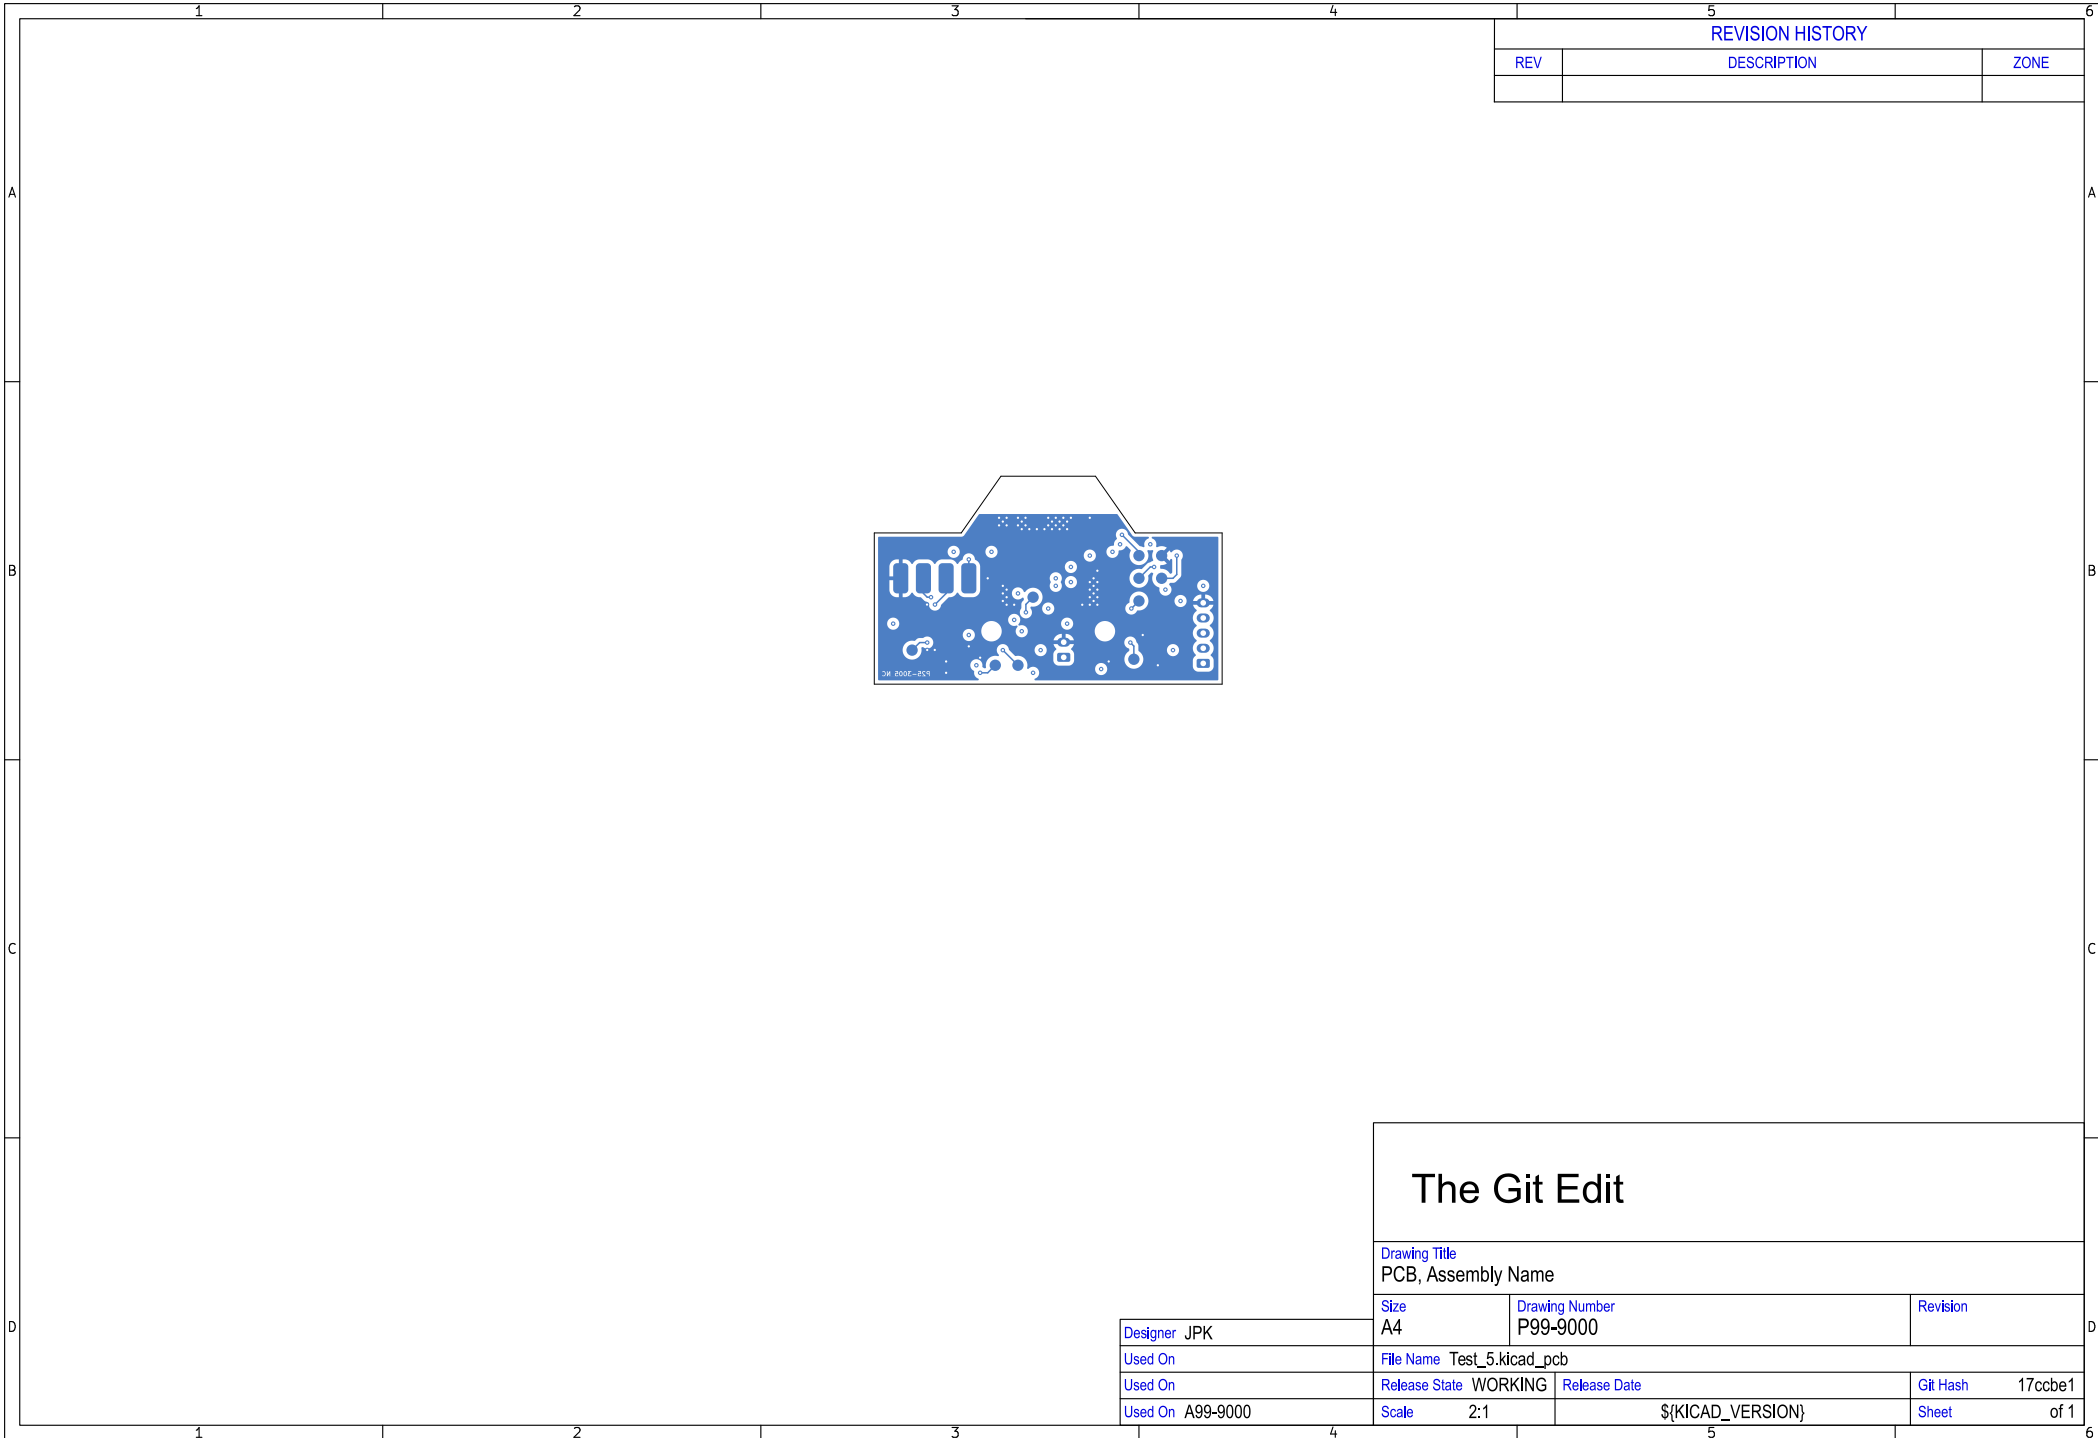 1 2 3 4 5 6
REVISION HISTORY
REV DESCRIPTION ZONE
A A
B B
P25-3005 NC
C C
The Git Edit
Drawing Title
PCB, Assembly Name
Size Drawing Number Revision
A4 P99-9000
D D
Designer JPK
Used On File Name Test_5.kicad_pcb
Used On Release State WORKING Release Date Git Hash 17ccbe1
Used On A99-9000 Scale 2:1 ${KICAD_VERSION} Sheet of 1
1 2 3 4 5 6